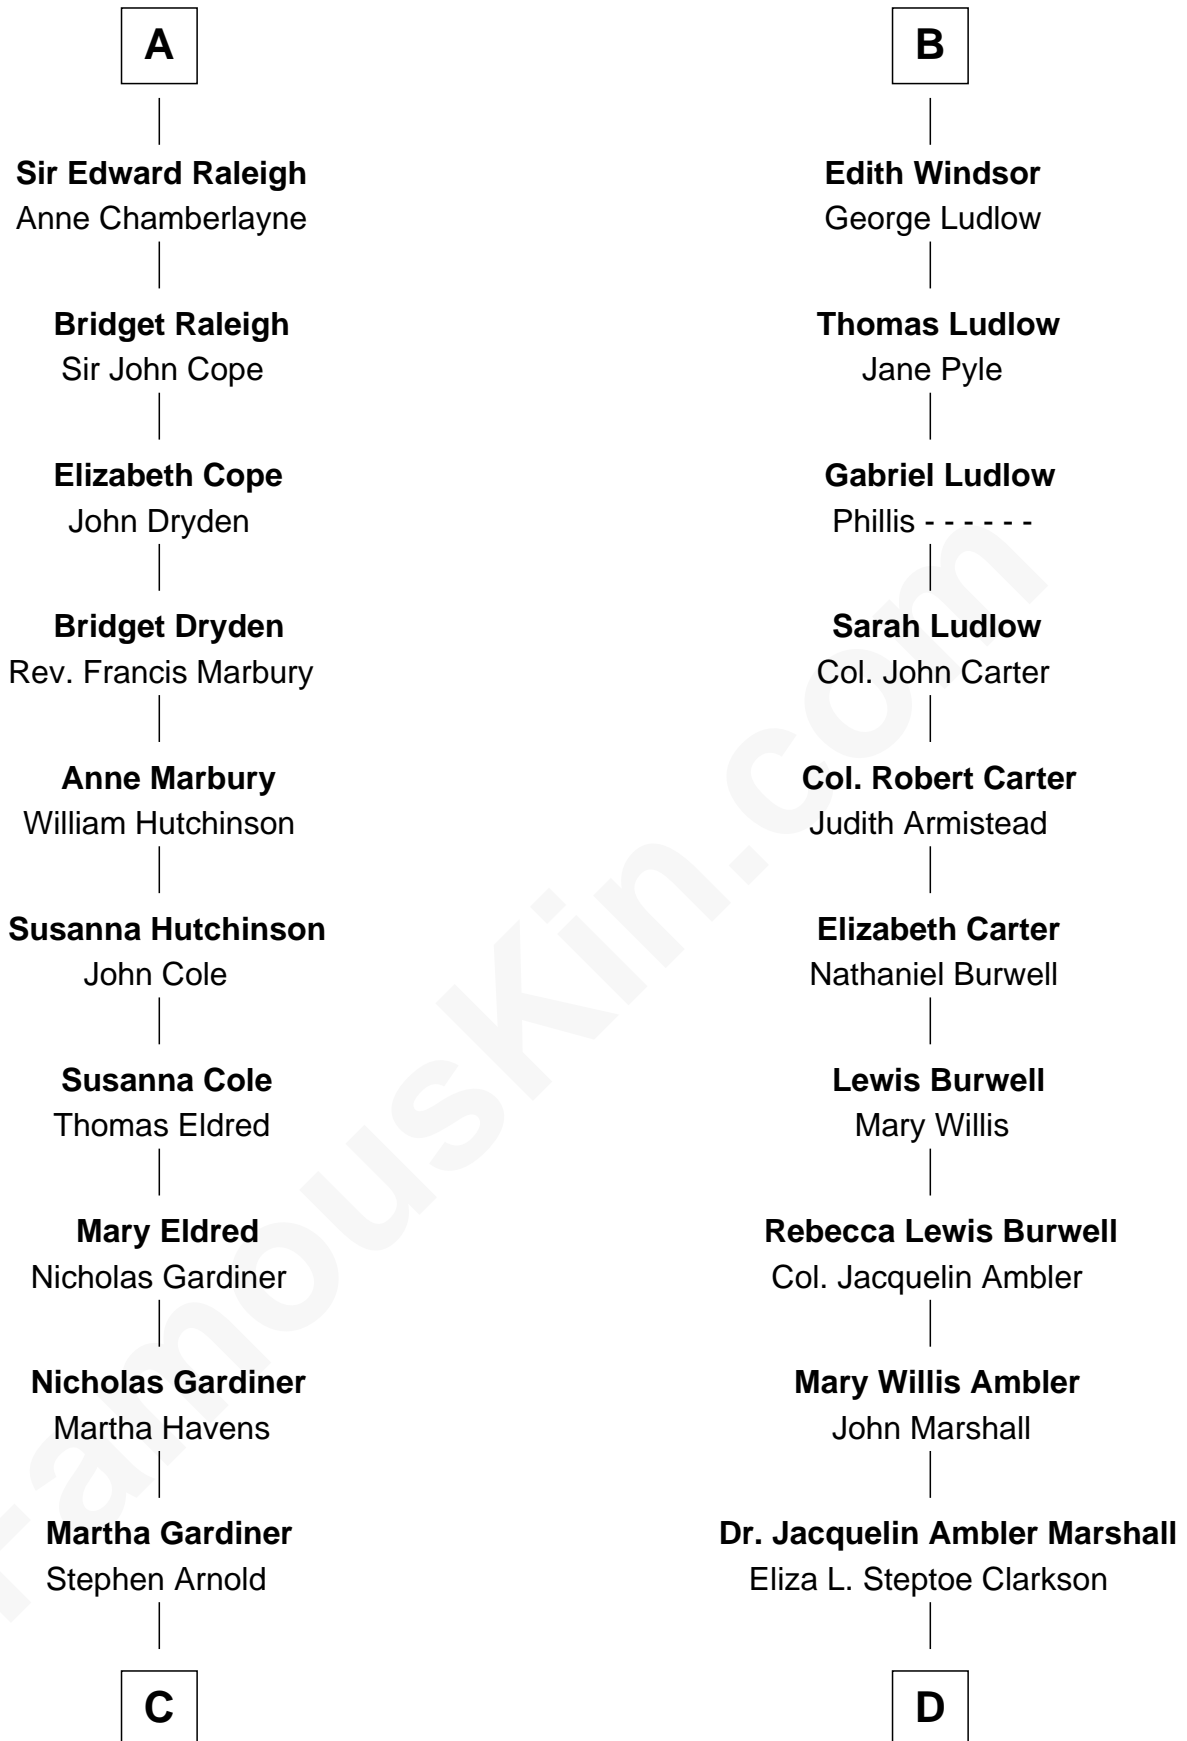 A
Sir Edward Raleigh
Anne Chamberlayne
Bridget Raleigh
Sir John Cope
Elizabeth Cope
John Dryden
Bridget Dryden
Rev. Francis Marbury
Anne Marbury
William Hutchinson
Susanna Hutchinson
John Cole
Susanna Cole
Thomas Eldred
Mary Eldred
Nicholas Gardiner
Nicholas Gardiner
Martha Havens
Martha Gardiner
Stephen Arnold
C
B
Edith Windsor
George Ludlow
Thomas Ludlow
Jane Pyle
Gabriel Ludlow
Phillis - - - - - -
Sarah Ludlow
Col. John Carter
Col. Robert Carter
Judith Armistead
Elizabeth Carter
Nathaniel Burwell
Lewis Burwell
Mary Willis
Rebecca Lewis Burwell
Col. Jacquelin Ambler
Mary Willis Ambler
John Marshall
Dr. Jacquelin Ambler Marshall
Eliza L. Steptoe Clarkson
D
FamousKin.com